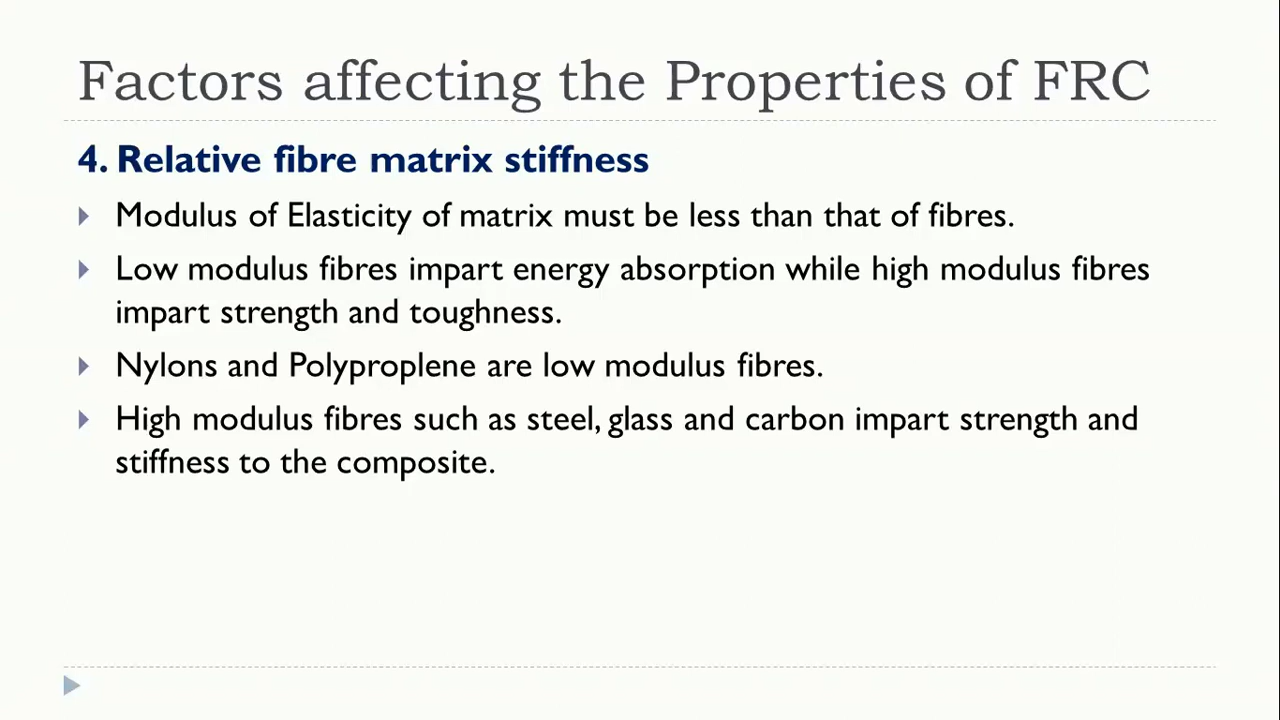 Factors affecting the Properties of FRC
4. Relative fibre matrix stiffness
Modulus of Elasticity of matrix must be less than that of fibres.
Low modulus fibres impart energy absorption while high modulus fibres
impart strength and toughness.
Nylons and Polyproplene are low modulus fibres.
High modulus fibres such as steel, glass and carbon impart strength and
stiffness to the composite.